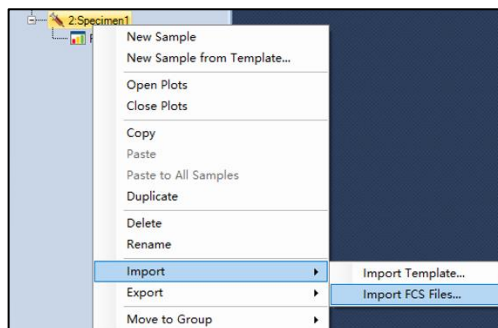 2:Specimen1
New Sample
New Sample from Template...
Open Plots
Close Plots
Copy
Paste
Paste to All Samples
Duplicate
Delete
Rename
Import
Import Template...
Export
Import FCS Files...
Move to Group